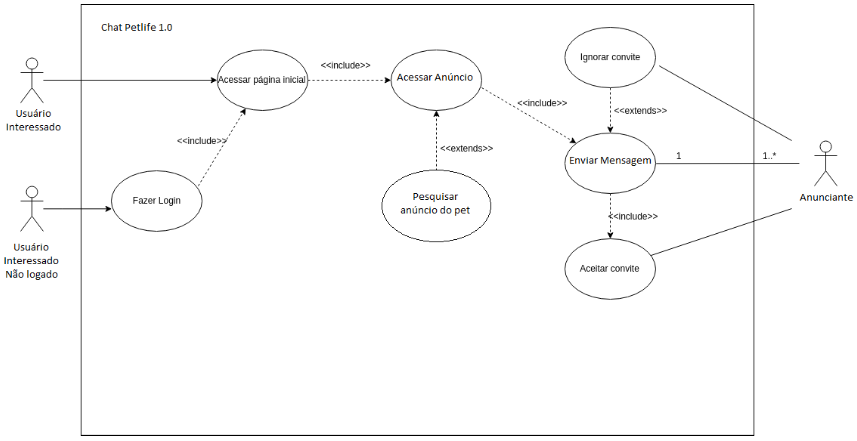 Chat Petlife 1.0
Usuário
Interessado
Acessar página inicial
<<include>>
Acessar Anúncio
<<include>>
Ignorar convite
<<extends>>
Enviar Mensagem
1
1..*
Anunciante
<<include>>
Fazer Login
<<extends>>
Pesquisar
anúncio do pet
<<include>>
Aceitar convite
Usuário
Interessado
Não logado